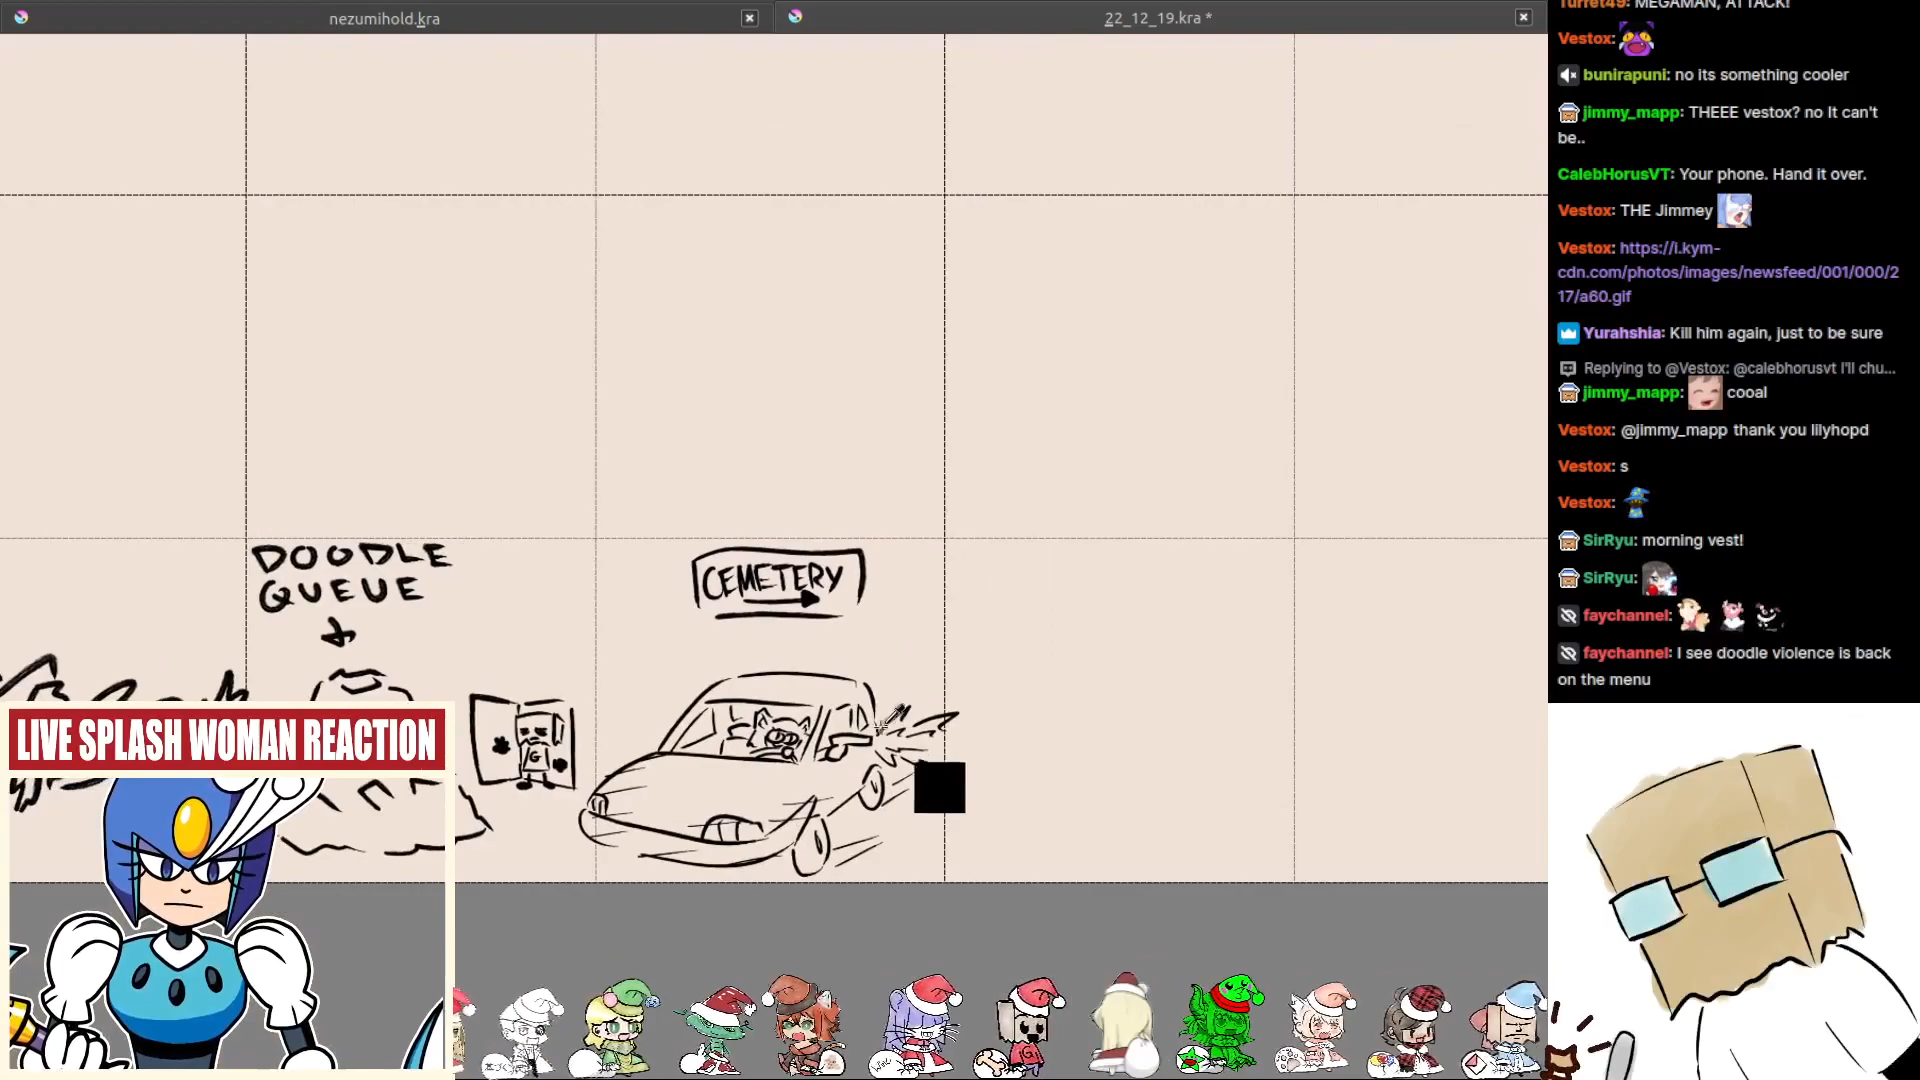 nezumihold.kra
22_12_19.kra *
Turret49: MEGAMAN, ATTACK!
Vestox:
bunirapuni: no its something cooler
jimmy_mapp: THEEE vestox? no It can't
be..
CalebHorusVT: Your phone. Hand it over.
Vestox: THE Jimmey
Vestox: https://i.kym-
cdn.com/photos/images/newsfeed/001/000/2
17/a60.gif
Yurahshia: Kill him again, just to be sure
Replying to @Vestox: @calebhorusvt I'll chu...
jimmy_mapp: cooal
Vestox: @jimmy_mapp thank you lilyhopd
Vestox: s
Vestox:
SirRyu: morning vest!
SirRyu:
faychannel:
faychannel: I see doodle violence is back
on the menu
DOODLE
QUEUE
CEMETERY
G
LIVE SPLASH WOMAN REACTION